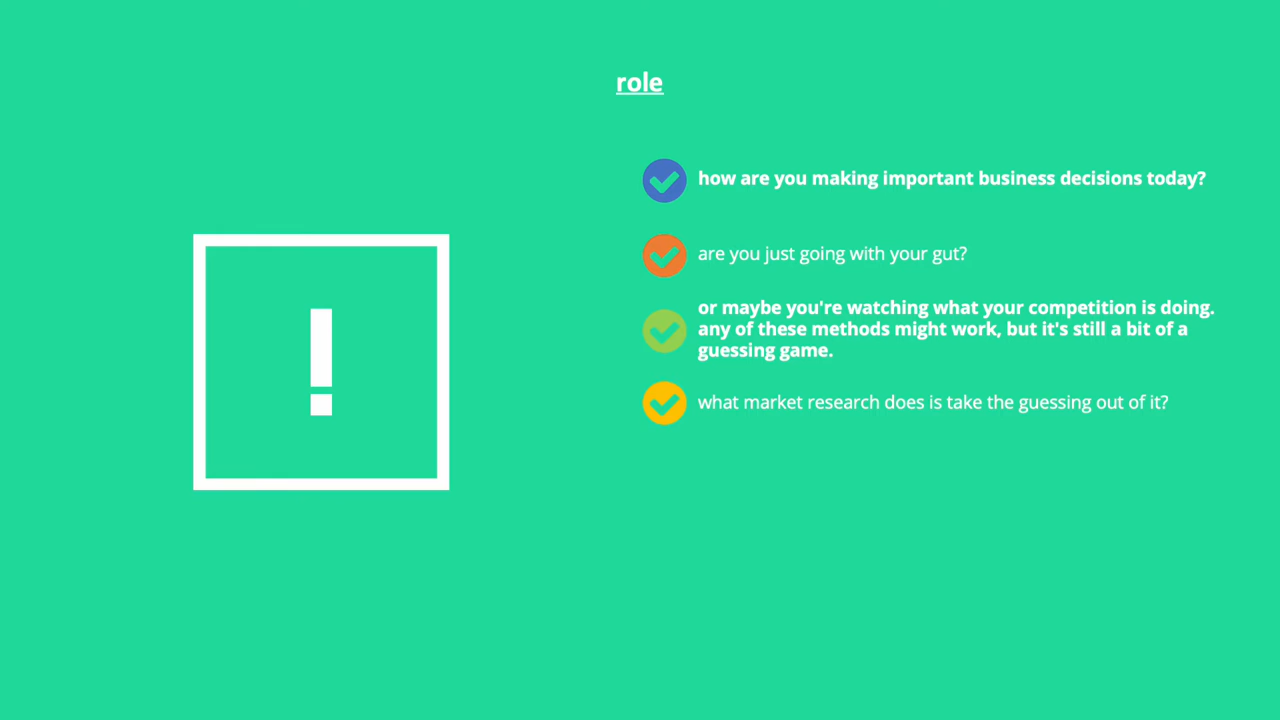 role
how are you making important business decisions today?
are you just going with your gut?
or maybe you're watching what your competition is doing.
any of these methods might work, but it's still a bit of a
guessing game.
what market research does is take the guessing out of it?
!